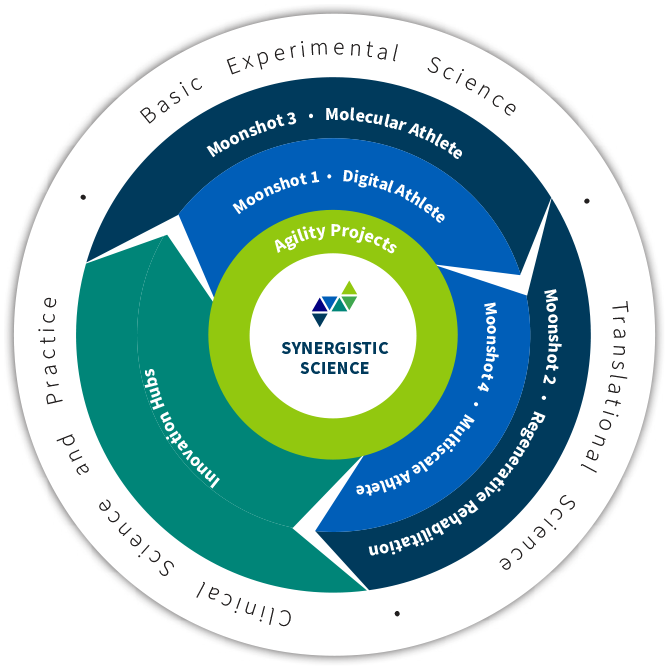 Basic Experimental Science
Translational Science
Clinical Science and Practice
Moonshot 3 • Molecular Athlete
Moonshot 1 • Digital Athlete
Moonshot 2 • Regenerative Rehabilitation
Moonshot 4 • Multiscale Athlete
Innovation Hubs
Agility Projects
SYNERGISTIC
SCIENCE